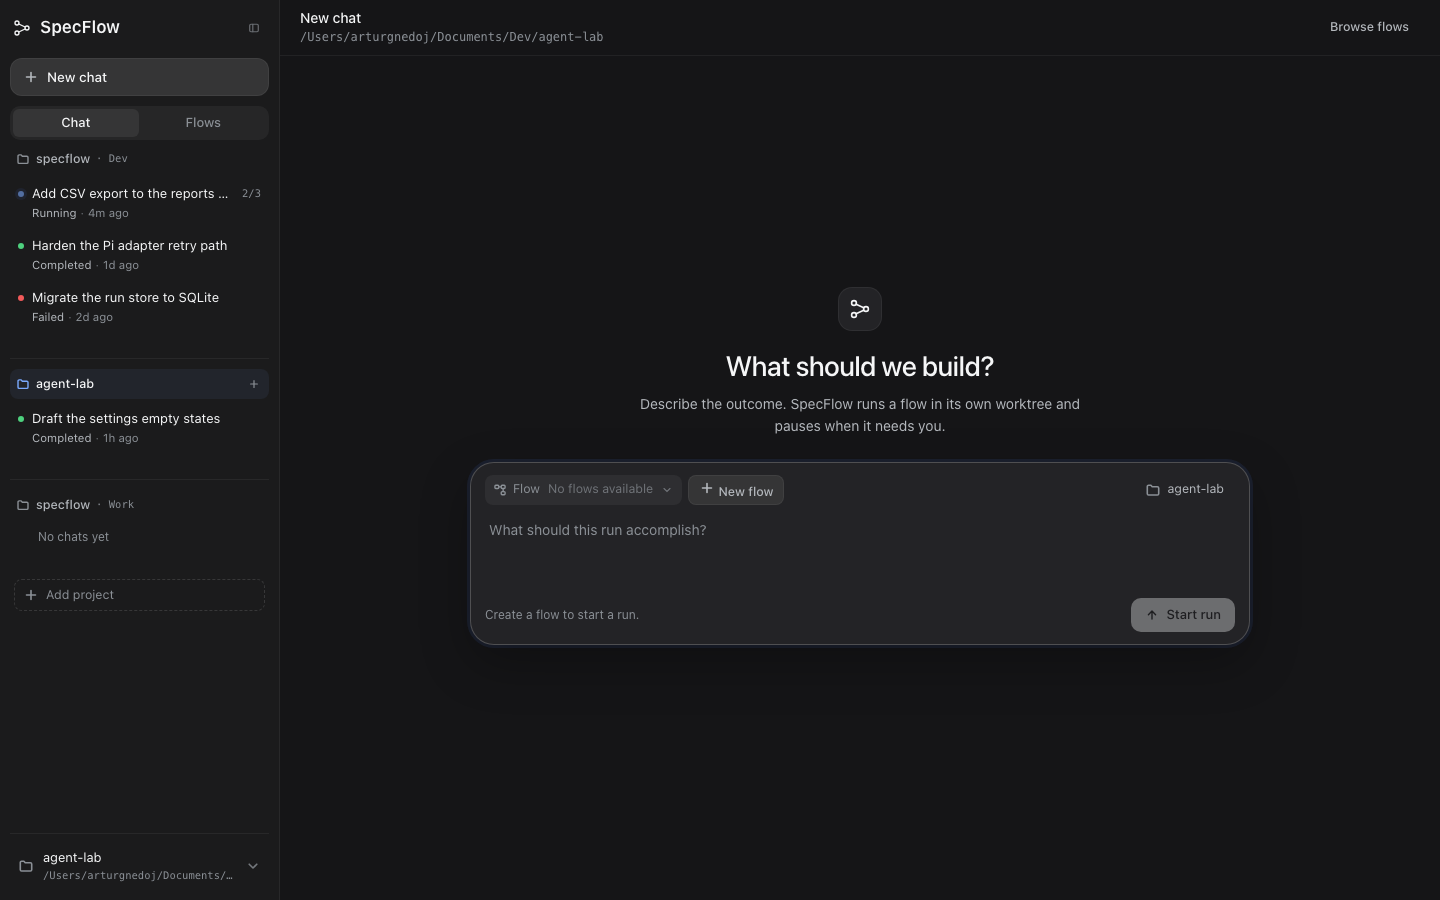 SpecFlow
New chat
Chat
Flows
specflow · Dev
Add CSV export to the reports ... 2/3
Running · 4m ago
Harden the Pi adapter retry path
Completed · 1d ago
Migrate the run store to SQLite
Failed · 2d ago
agent-lab
Draft the settings empty states
Completed · 1h ago
specflow · Work
No chats yet
Add project
agent-lab
/Users/arturgnedoj/Documents/…
New chat
/Users/arturgnedoj/Documents/Dev/agent-lab
Browse flows
What should we build?
Describe the outcome. SpecFlow runs a flow in its own worktree and
pauses when it needs you.
Flow No flows available
New flow
agent-lab
What should this run accomplish?
Create a flow to start a run.
Start run